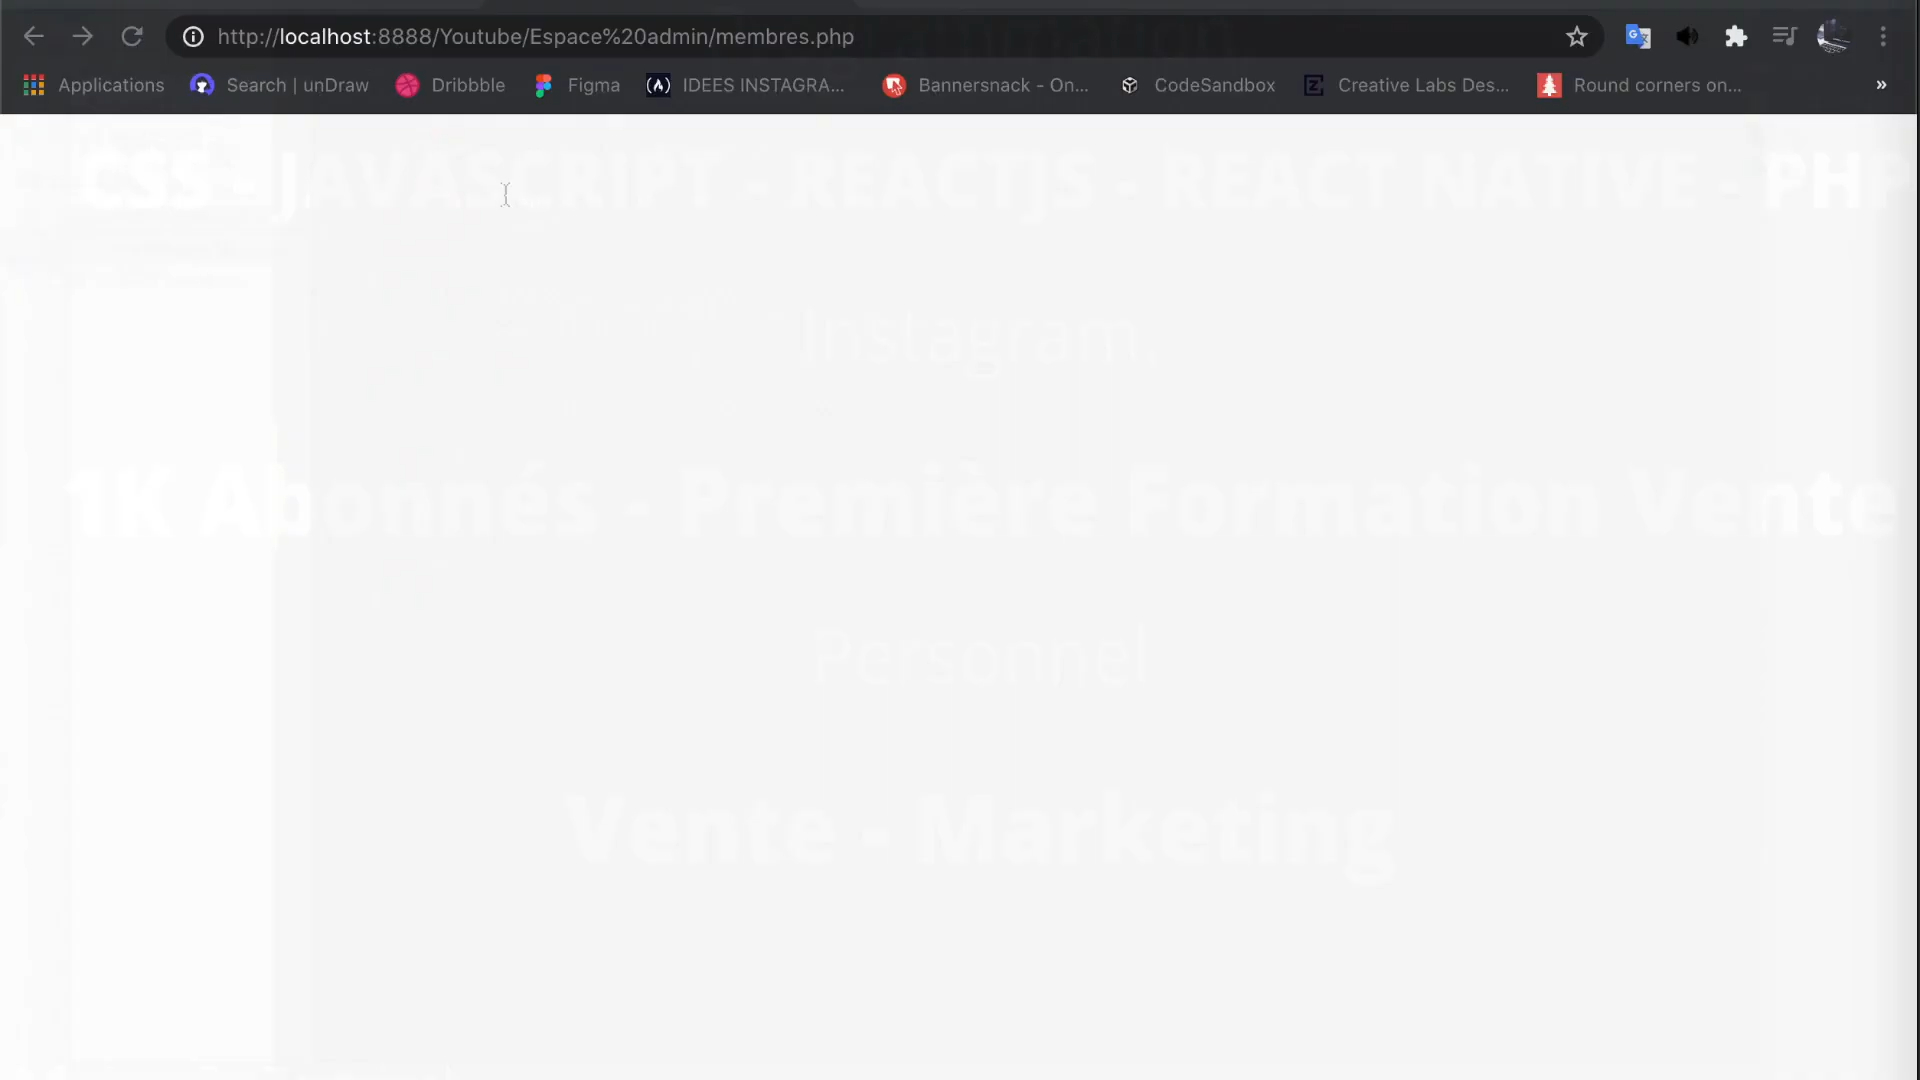 http://localhost:8888/Youtube/Espace%20admin/membres.php
Applications Search | unDraw Dribbble Figma IDEES INSTAGRA... Bannersnack - On... CodeSandbox Creative Labs Des... Round corners on... »
CSS - JAVASCRIPT - REACTJS - REACT NATIVE - PHP
Instagram,
1K Abonnés - Première Formation Vente
Personnel
Vente - Marketing